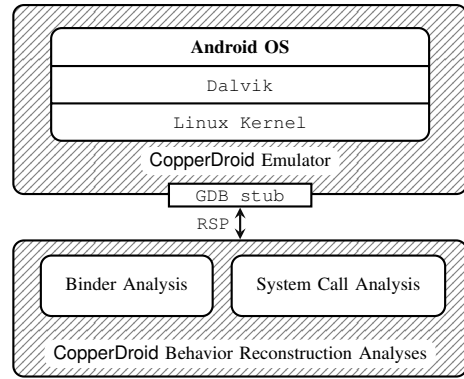 Android OS
Dalvik
Linux Kernel
CopperDroid Emulator
GDB stub
RSP
Binder Analysis
System Call Analysis
CopperDroid Behavior Reconstruction Analyses